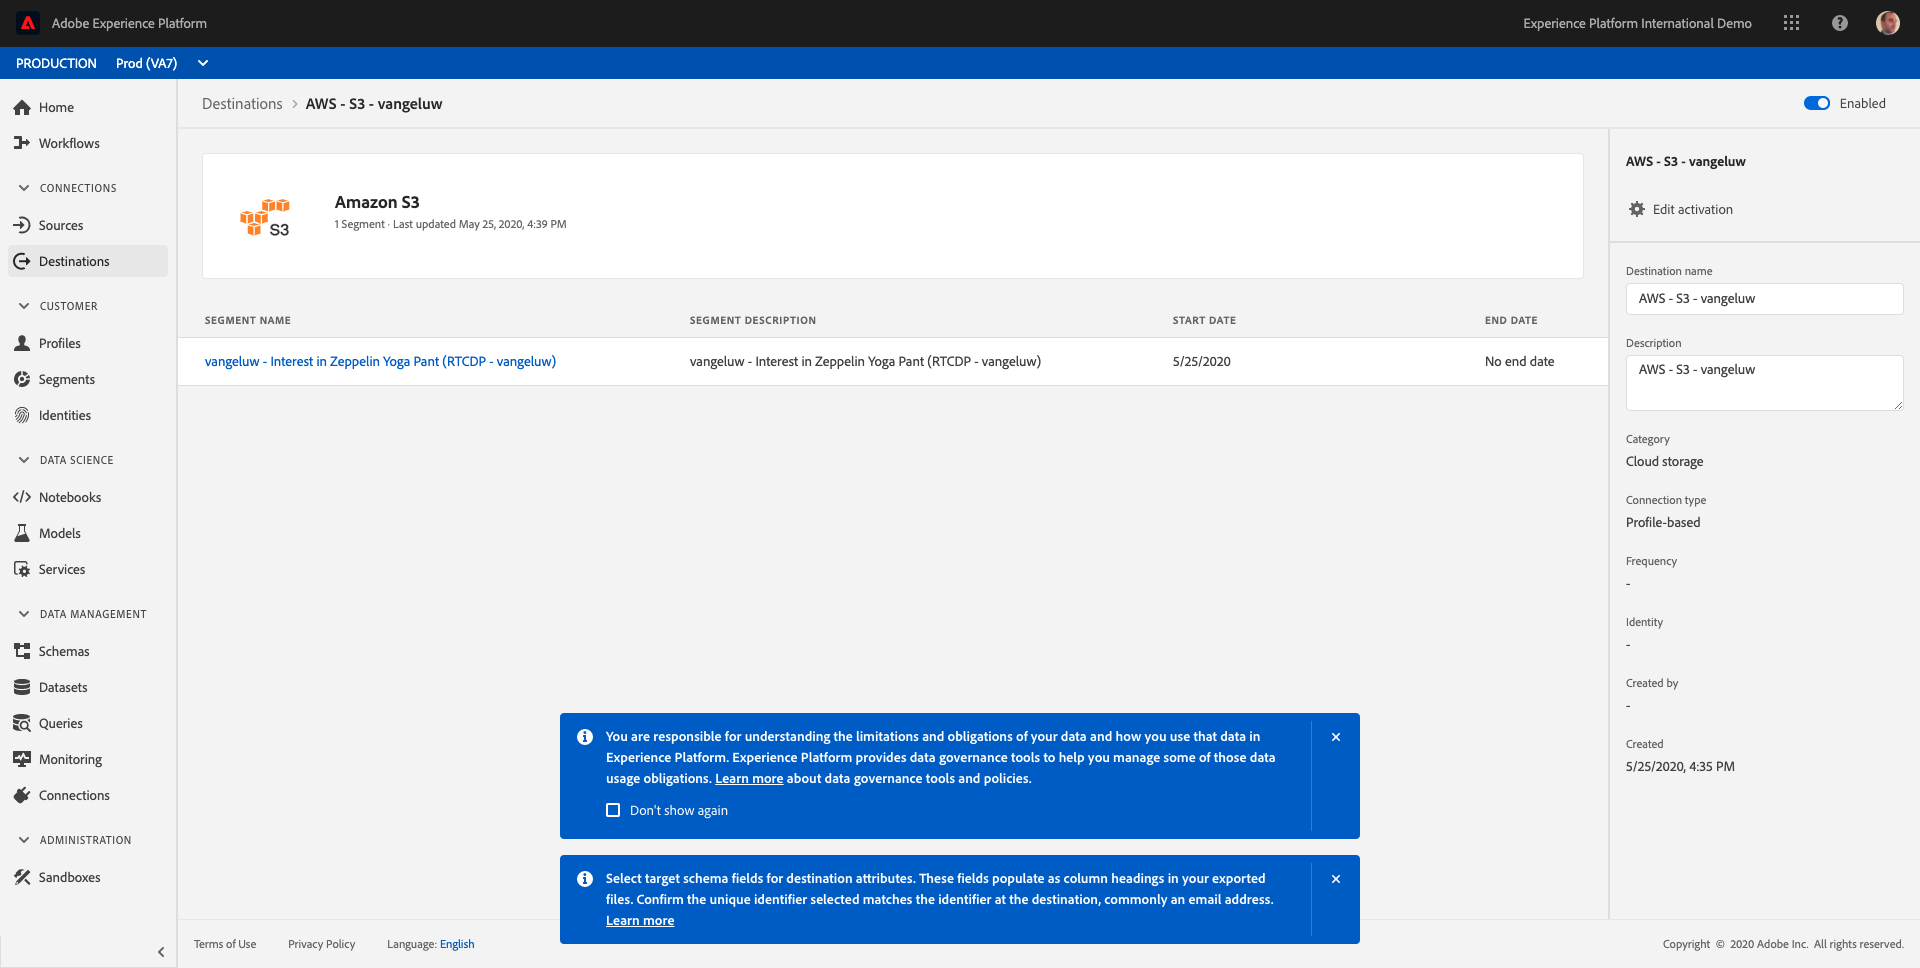 Adobe Experience Platform
Experience Platform International Demo
PRODUCTION Prod (VA7)
Home
Workflows
CONNECTIONS
Sources
Destinations
CUSTOMER
Profiles
Segments
Identities
DATA SCIENCE
Notebooks
Models
Services
DATA MANAGEMENT
Schemas
Datasets
Queries
Monitoring
Connections
ADMINISTRATION
Sandboxes
Destinations > AWS - S3 - vangeluw
Enabled
S3
Amazon S3
1 Segment · Last updated May 25, 2020, 4:39 PM
SEGMENT NAME SEGMENT DESCRIPTION START DATE END DATE
vangeluw - Interest in Zeppelin Yoga Pant (RTCDP - vangeluw) vangeluw - Interest in Zeppelin Yoga Pant (RTCDP - vangeluw) 5/25/2020 No end date
AWS - S3 - vangeluw
Edit activation
Destination name
AWS - S3 - vangeluw
Description
AWS - S3 - vangeluw
Category
Cloud storage
Connection type
Profile-based
Frequency
-
Identity
-
Created by
-
Created
5/25/2020, 4:35 PM
You are responsible for understanding the limitations and obligations of your data and how you use that data in
Experience Platform. Experience Platform provides data governance tools to help you manage some of those data
usage obligations. Learn more about data governance tools and policies.
Don't show again
Select target schema fields for destination attributes. These fields populate as column headings in your exported
files. Confirm the unique identifier selected matches the identifier at the destination, commonly an email address.
Learn more
Terms of Use Privacy Policy Language: English
Copyright © 2020 Adobe Inc. All rights reserved.